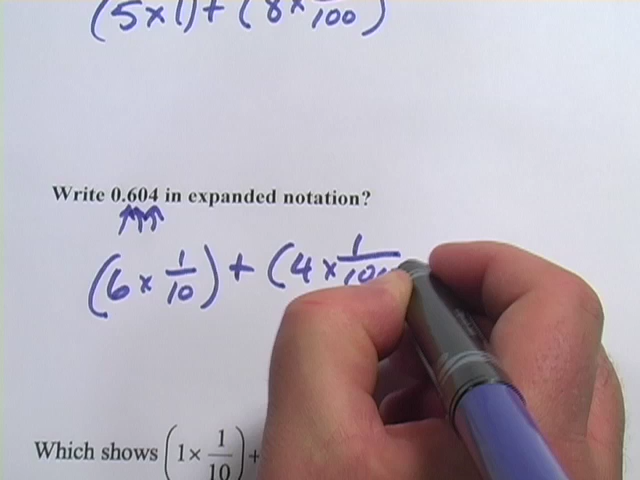 (5 × 1) + (8 × 1/100)
Write 0.604 in expanded notation?
(6 × 1/10) + (4 × 1/100
Which shows (1 × 1/10) +